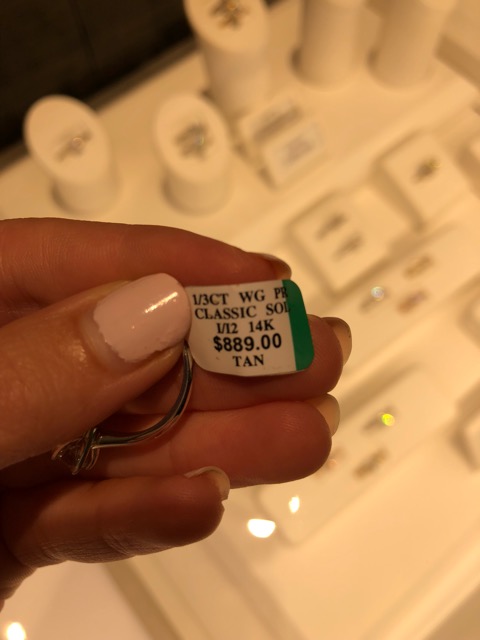 1/3CT WG PR
CLASSIC SOL
1/12 14K
$889.00
TAN